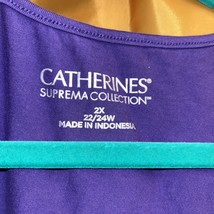 CATHERINES®
SUPREMA COLLECTION™
2X
22/24W
MADE IN INDONESIA